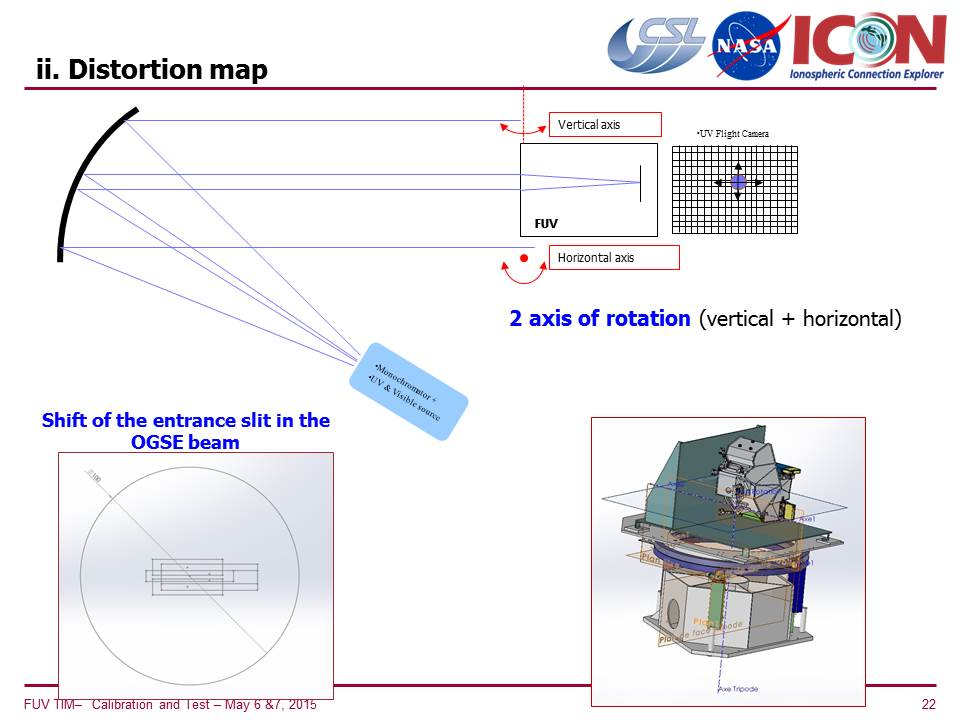 CSL
NASA
ICON
Ionospheric Connection Explorer
ii. Distortion map
Vertical axis
•UV Flight Camera
FUV
Horizontal axis
2 axis of rotation (vertical + horizontal)
•Monochromator +
•UV & Visible source
Shift of the entrance slit in the
OGSE beam
Axe1
Axe Tripode
FUV TIM– Calibration and Test – May 6 &7, 2015
22